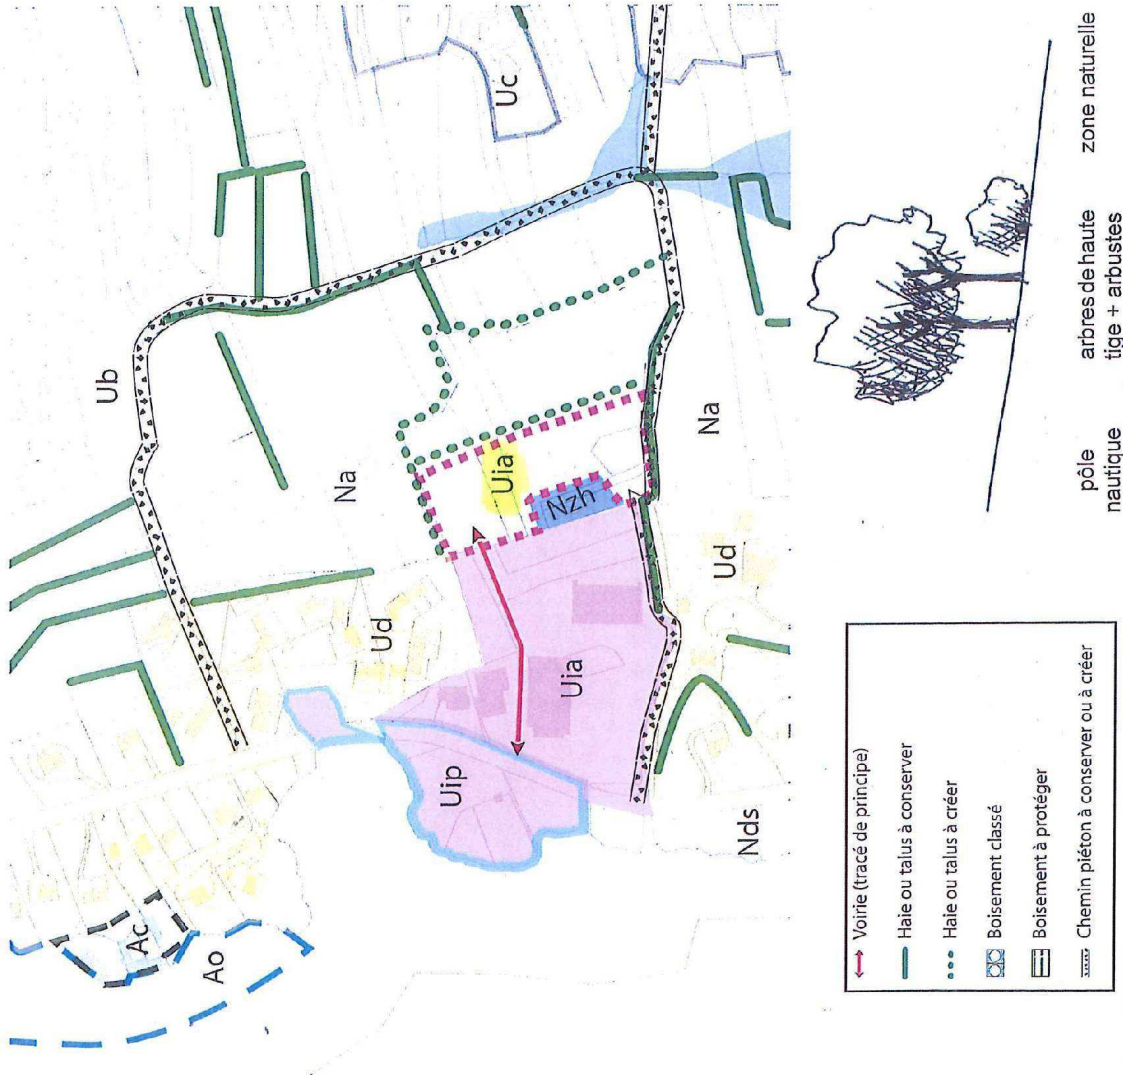 Ub
Uc
Na
Uia
Nzh
Na
Ud
Ud
Uia
Uip
Nds
Ac
Ao
Voirie (tracé de principe)
Haie ou talus à conserver
Haie ou talus à créer
Boisement classé
Boisement à protéger
Chemin piéton à conserver ou à créer
pôle
nautique
arbres de haute
tige + arbustes
zone naturelle